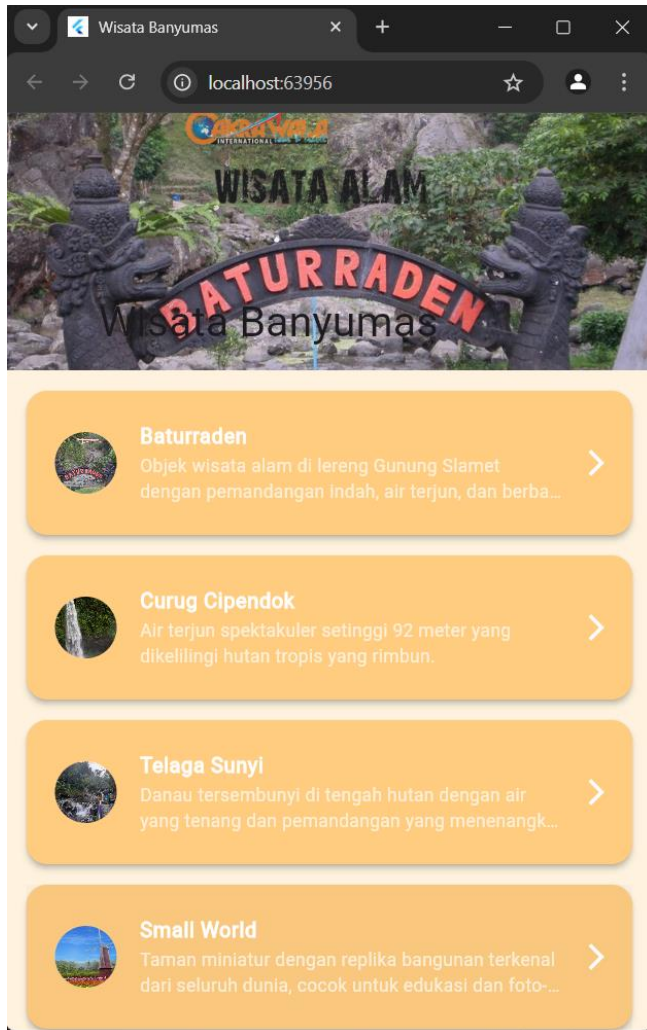 Wisata Banyumas
localhost:63956
CAKRAWALA
INTERNATIONAL
WISATA ALAM
BATURRADEN
Wisata Banyumas
Baturraden
Objek wisata alam di lereng Gunung Slamet
dengan pemandangan indah, air terjun, dan berba...
Curug Cipendok
Air terjun spektakuler setinggi 92 meter yang
dikelilingi hutan tropis yang rimbun.
Telaga Sunyi
Danau tersembunyi di tengah hutan dengan air
yang tenang dan pemandangan yang menenangk...
Small World
Taman miniatur dengan replika bangunan terkenal
dari seluruh dunia, cocok untuk edukasi dan foto-...